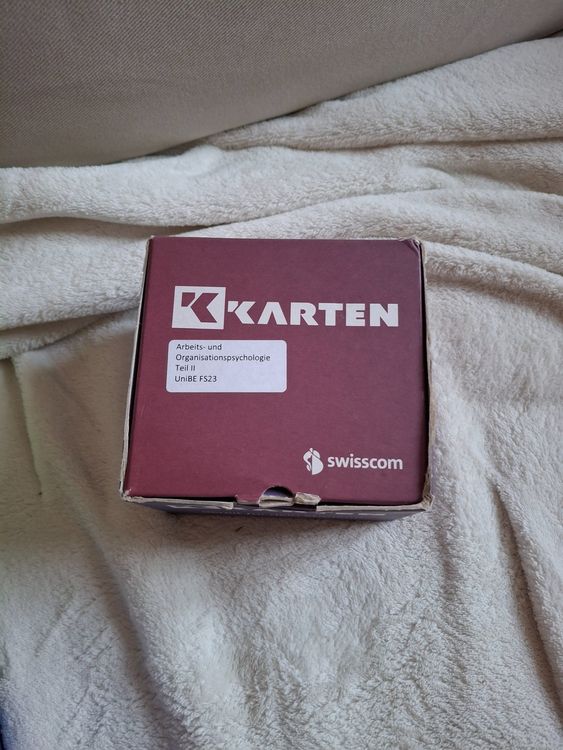 K KARTEN
Arbeits- und
Organisationspsychologie
Teil II
UniBE FS23
swisscom